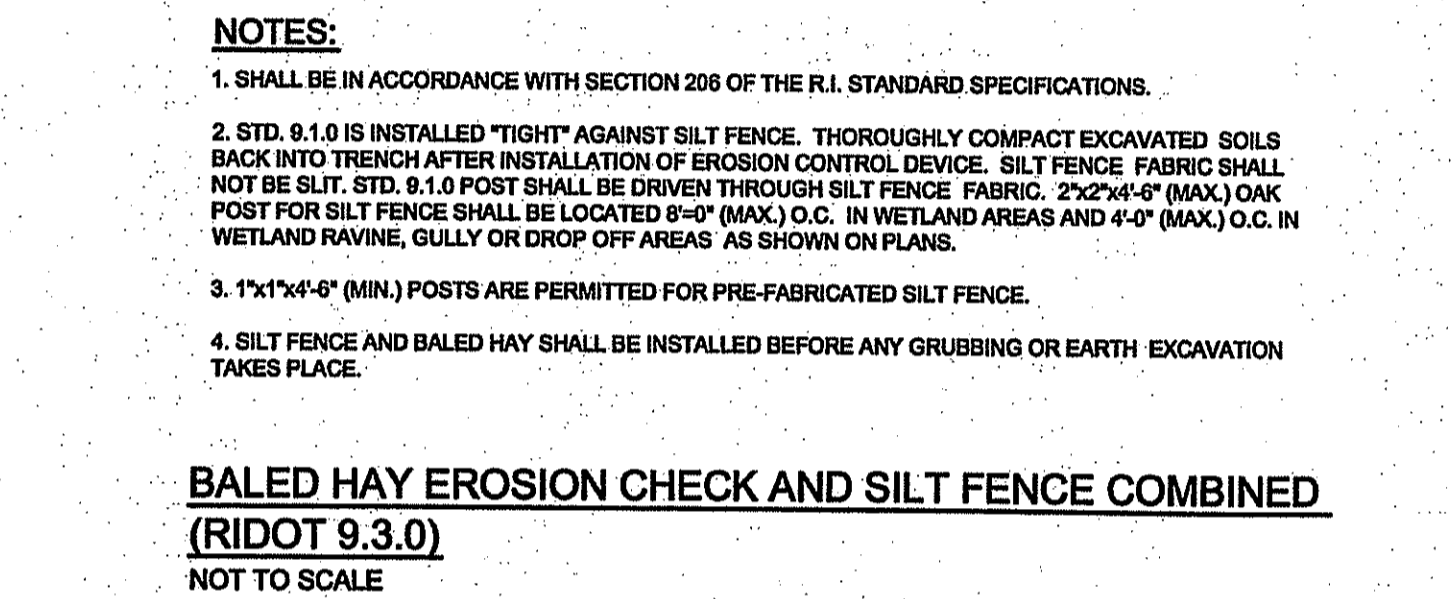 NOTES:
1. SHALL BE IN ACCORDANCE WITH SECTION 206 OF THE R.I. STANDARD SPECIFICATIONS.
2. STD. 9.1.0 IS INSTALLED "TIGHT" AGAINST SILT FENCE. THOROUGHLY COMPACT EXCAVATED SOILS
BACK INTO TRENCH AFTER INSTALLATION OF EROSION CONTROL DEVICE. SILT FENCE FABRIC SHALL
NOT BE SLIT. STD. 9.1.0 POST SHALL BE DRIVEN THROUGH SILT FENCE FABRIC. 2"x2"x4'-6" (MAX.) OAK
POST FOR SILT FENCE SHALL BE LOCATED 8'=0" (MAX.) O.C. IN WETLAND AREAS AND 4'-0" (MAX.) O.C. IN
WETLAND RAVINE, GULLY OR DROP OFF AREAS AS SHOWN ON PLANS.
3. 1"x1"x4'-6" (MIN.) POSTS ARE PERMITTED FOR PRE-FABRICATED SILT FENCE.
4. SILT FENCE AND BALED HAY SHALL BE INSTALLED BEFORE ANY GRUBBING OR EARTH EXCAVATION
TAKES PLACE.
BALED HAY EROSION CHECK AND SILT FENCE COMBINED
(RIDOT 9.3.0)
NOT TO SCALE